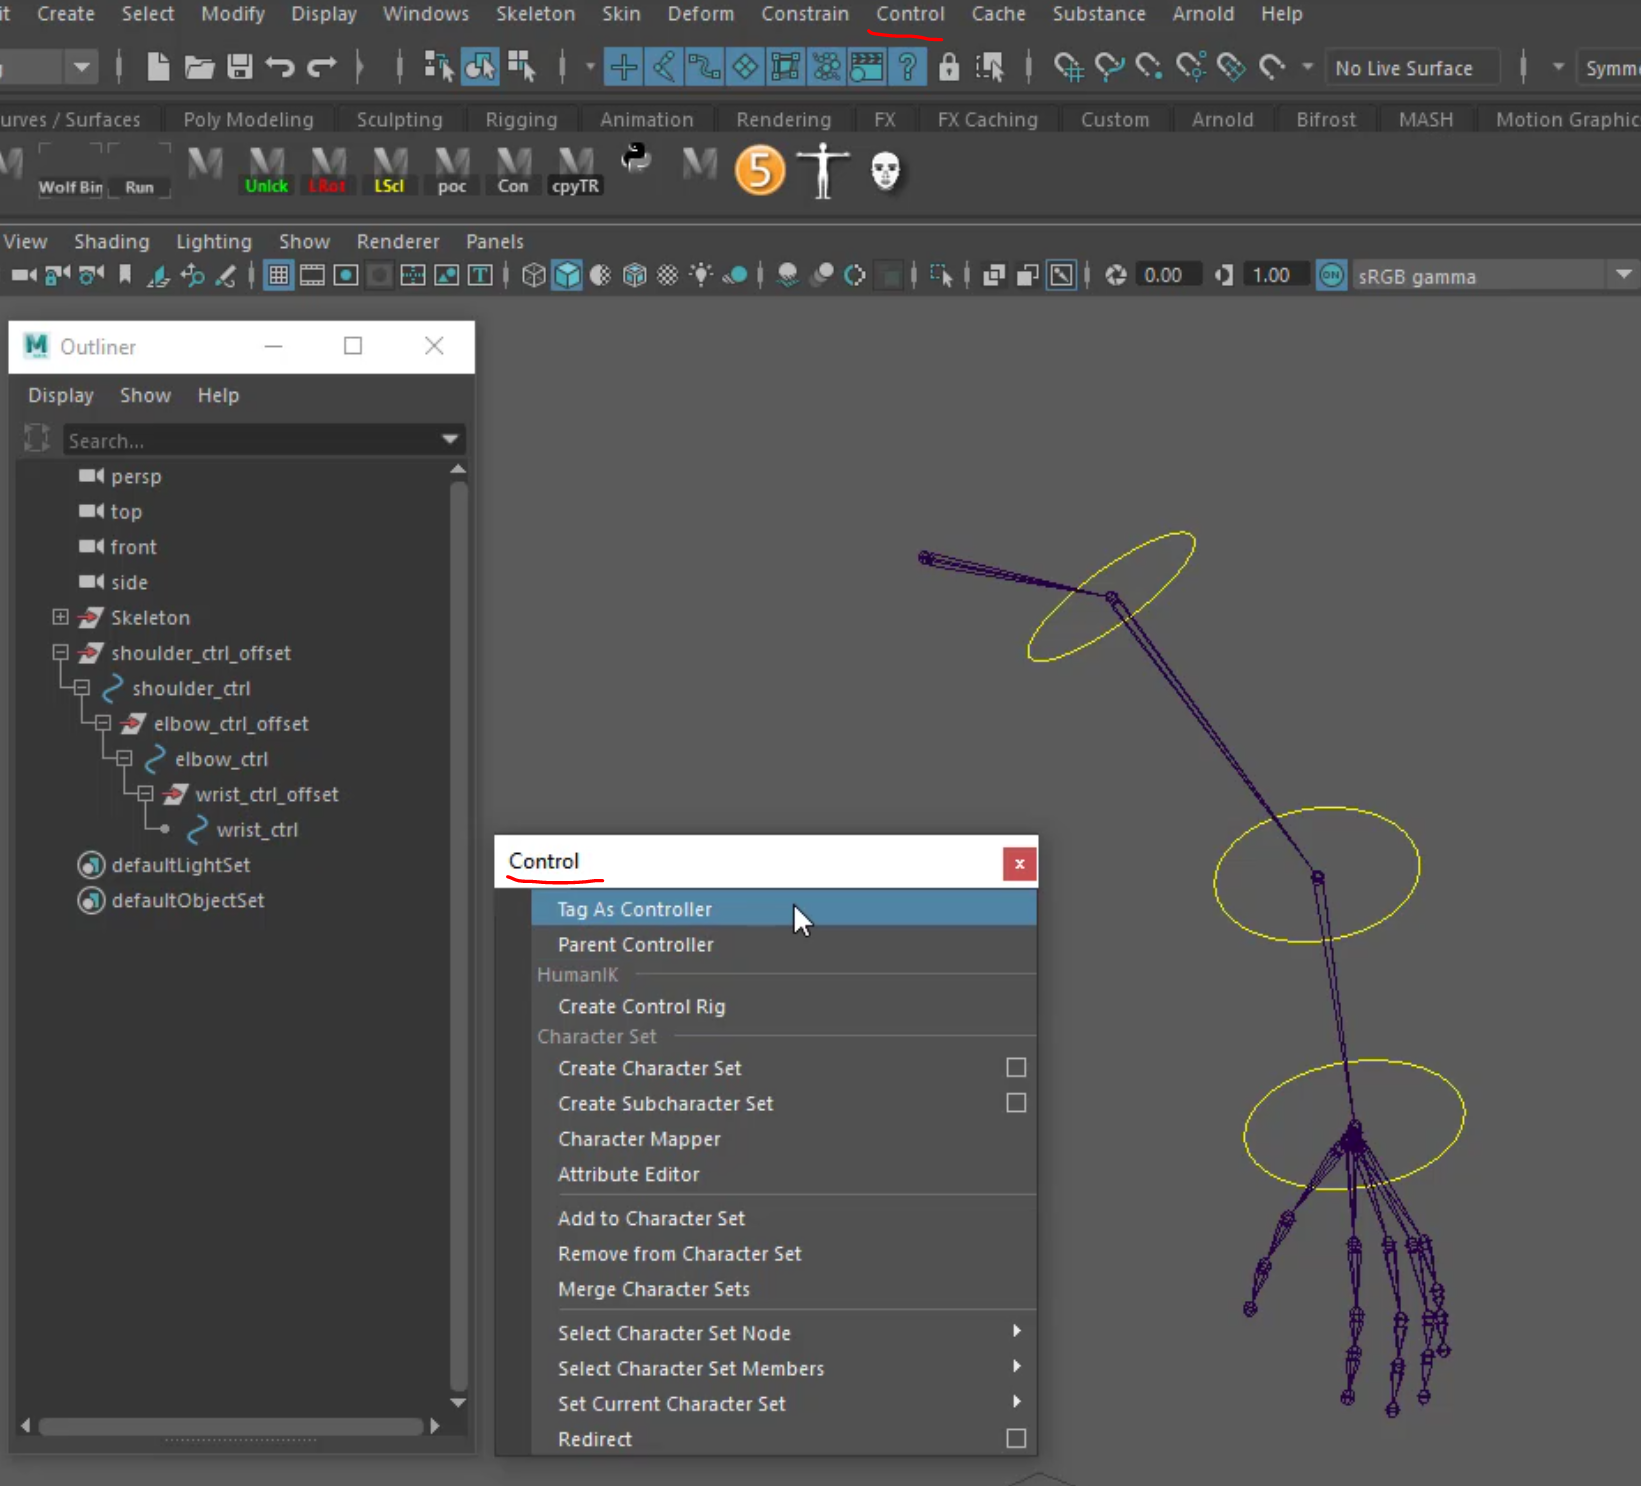 it Create Select Modify Display Windows Skeleton Skin Deform Constrain Control Cache Substance Arnold Help
No Live Surface Symme
urves / Surfaces Poly Modeling Sculpting Rigging Animation Rendering FX FX Caching Custom Arnold Bifrost MASH Motion Graphic
Wolf Bin Run Unlck LRot LScl poc Con cpyTR 5
View Shading Lighting Show Renderer Panels
T 0.00 1.00 ON sRGB gamma
M Outliner
Display Show Help
Search...
persp
top
front
side
Skeleton
shoulder_ctrl_offset
shoulder_ctrl
elbow_ctrl_offset
elbow_ctrl
wrist_ctrl_offset
wrist_ctrl
defaultLightSet
defaultObjectSet
Control x
Tag As Controller
Parent Controller
HumanIK
Create Control Rig
Character Set
Create Character Set
Create Subcharacter Set
Character Mapper
Attribute Editor
Add to Character Set
Remove from Character Set
Merge Character Sets
Select Character Set Node
Select Character Set Members
Set Current Character Set
Redirect